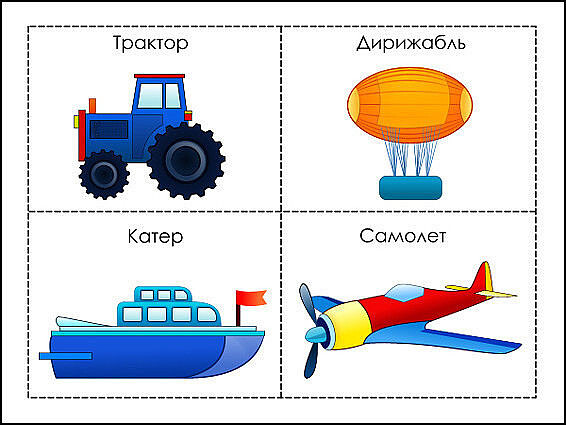 Трактор
Дирижабль
Катер
Самолет